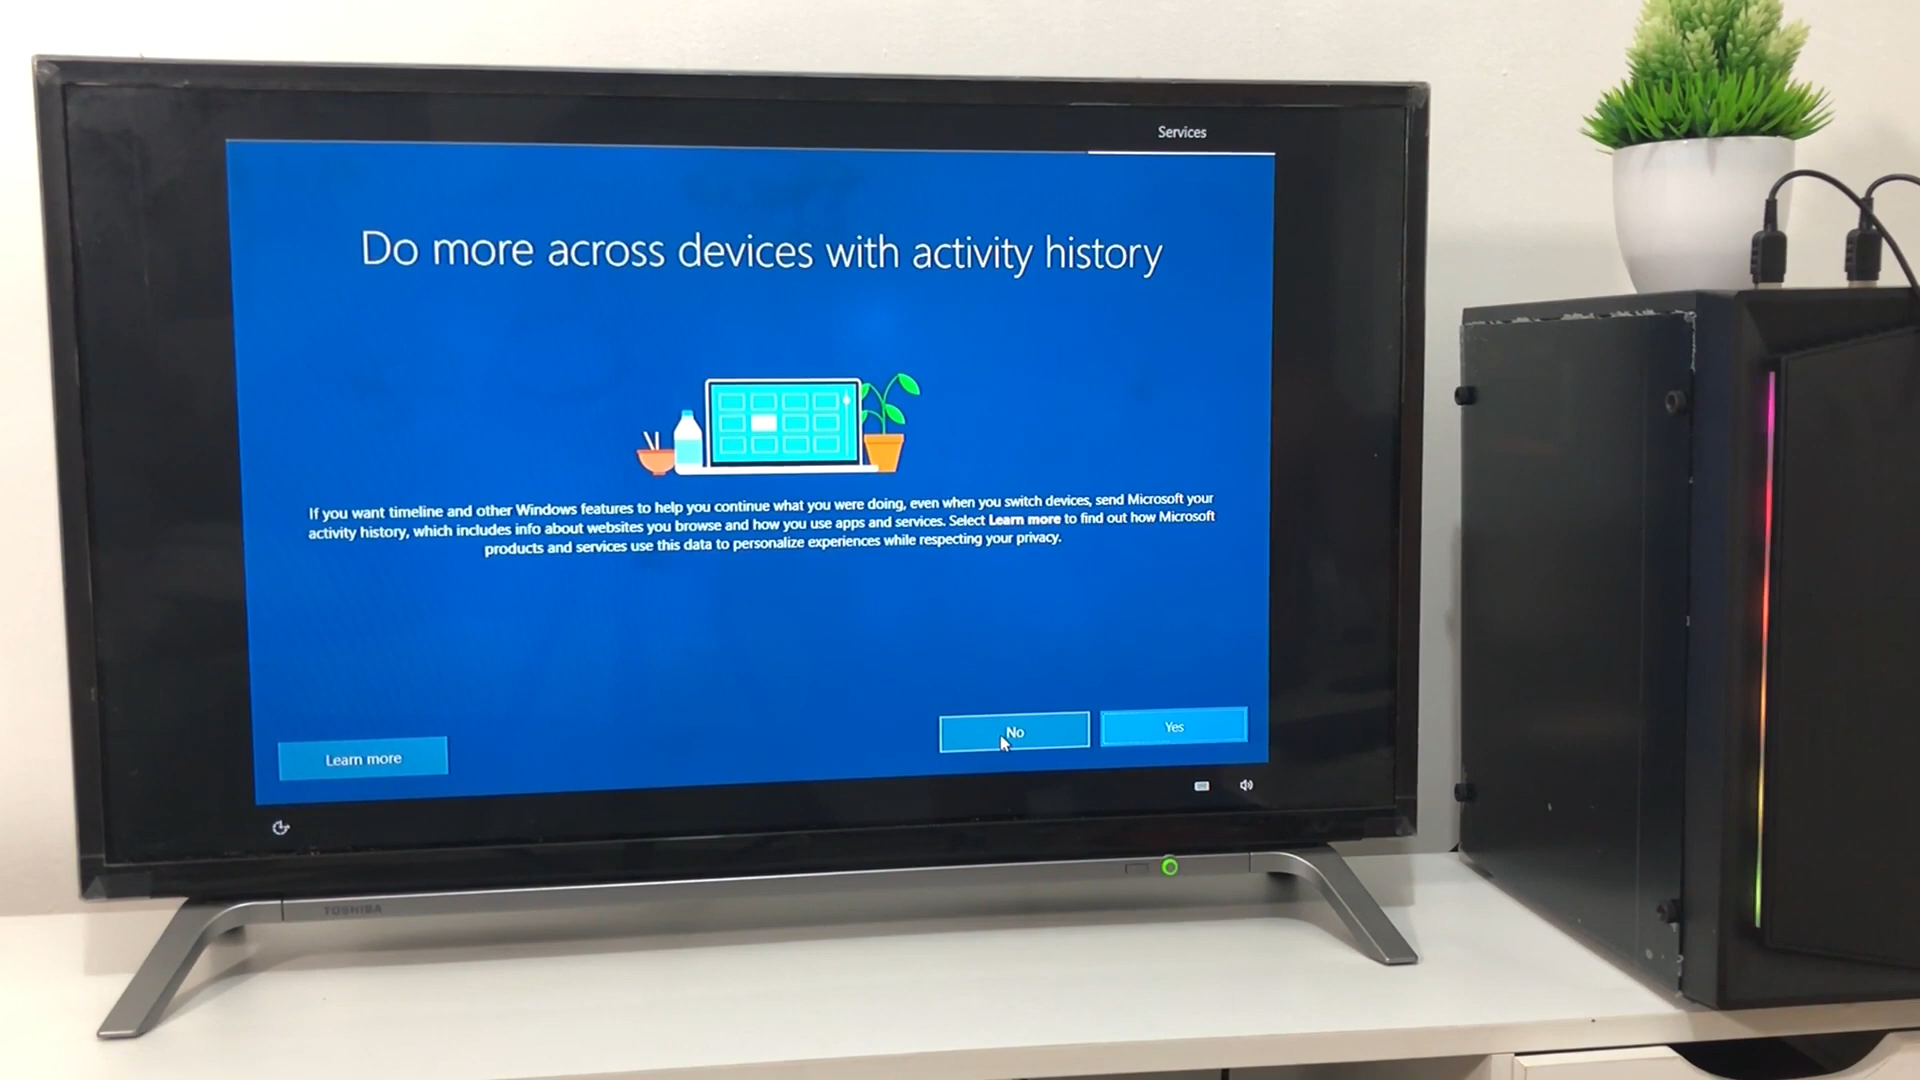 Services
Do more across devices with activity history
If you want timeline and other Windows features to help you continue what you were doing, even when you switch devices, send Microsoft your
activity history, which includes info about websites you browse and how you use apps and services. Select Learn more to find out how Microsoft
products and services use this data to personalize experiences while respecting your privacy.
Learn more
No
Yes
TOSHIBA